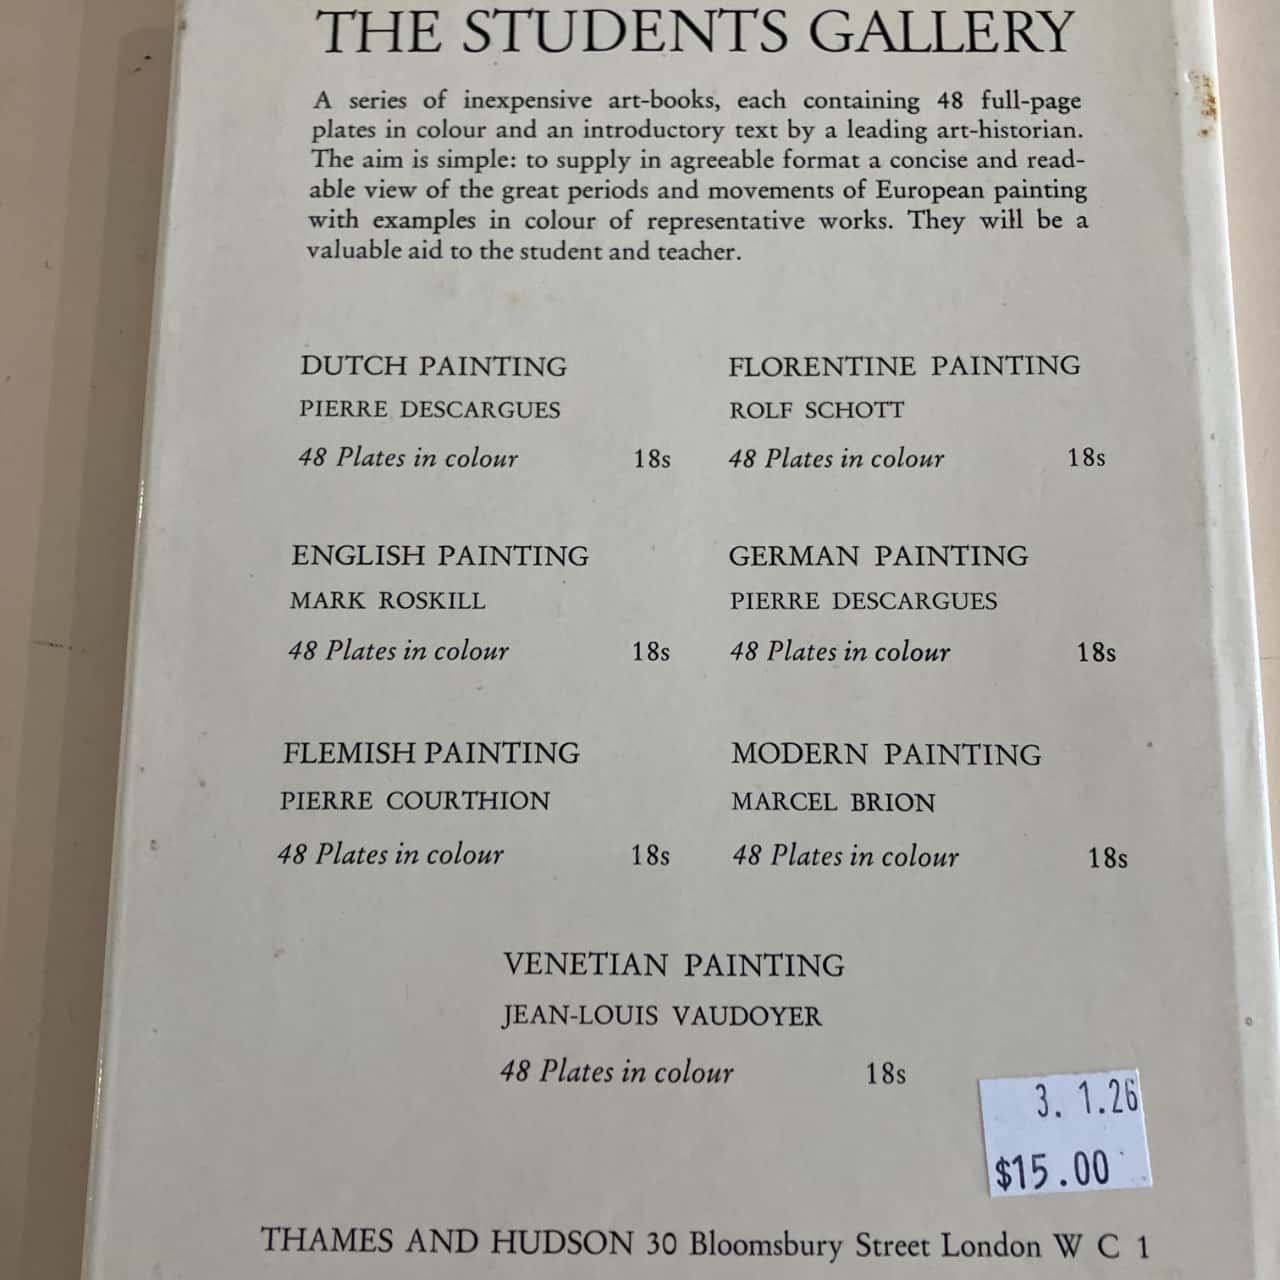 THE STUDENTS GALLERY
A series of inexpensive art-books, each containing 48 full-page
plates in colour and an introductory text by a leading art-historian.
The aim is simple: to supply in agreeable format a concise and read-
able view of the great periods and movements of European painting
with examples in colour of representative works. They will be a
valuable aid to the student and teacher.
DUTCH PAINTING
PIERRE DESCARGUES
48 Plates in colour 18s
FLORENTINE PAINTING
ROLF SCHOTT
48 Plates in colour 18s
ENGLISH PAINTING
MARK ROSKILL
48 Plates in colour 18s
GERMAN PAINTING
PIERRE DESCARGUES
48 Plates in colour 18s
FLEMISH PAINTING
PIERRE COURTHION
48 Plates in colour 18s
MODERN PAINTING
MARCEL BRION
48 Plates in colour 18s
VENETIAN PAINTING
JEAN-LOUIS VAUDOYER
48 Plates in colour 18s
3. 1.26
$15.00
THAMES AND HUDSON 30 Bloomsbury Street London W C 1